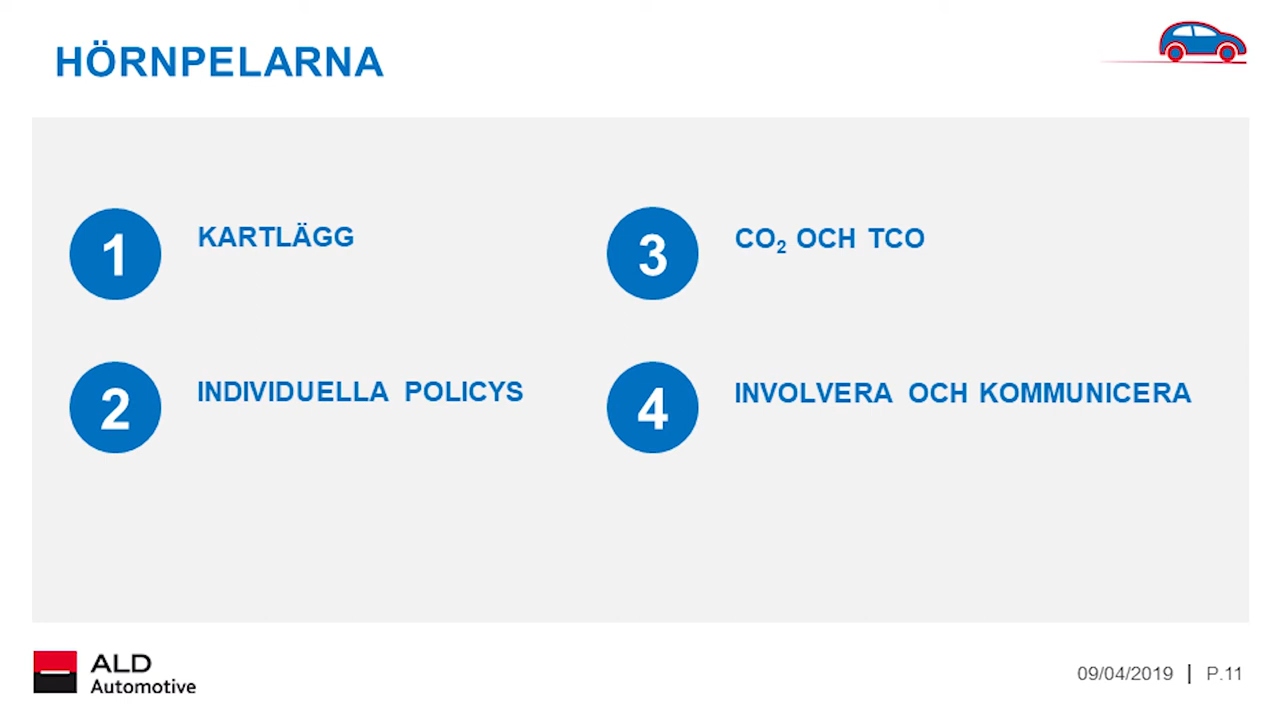 HÖRNPELARNA
1 KARTLÄGG
2 INDIVIDUELLA POLICYS
3 CO₂ OCH TCO
4 INVOLVERA OCH KOMMUNICERA
ALD
Automotive
09/04/2019 | P.11